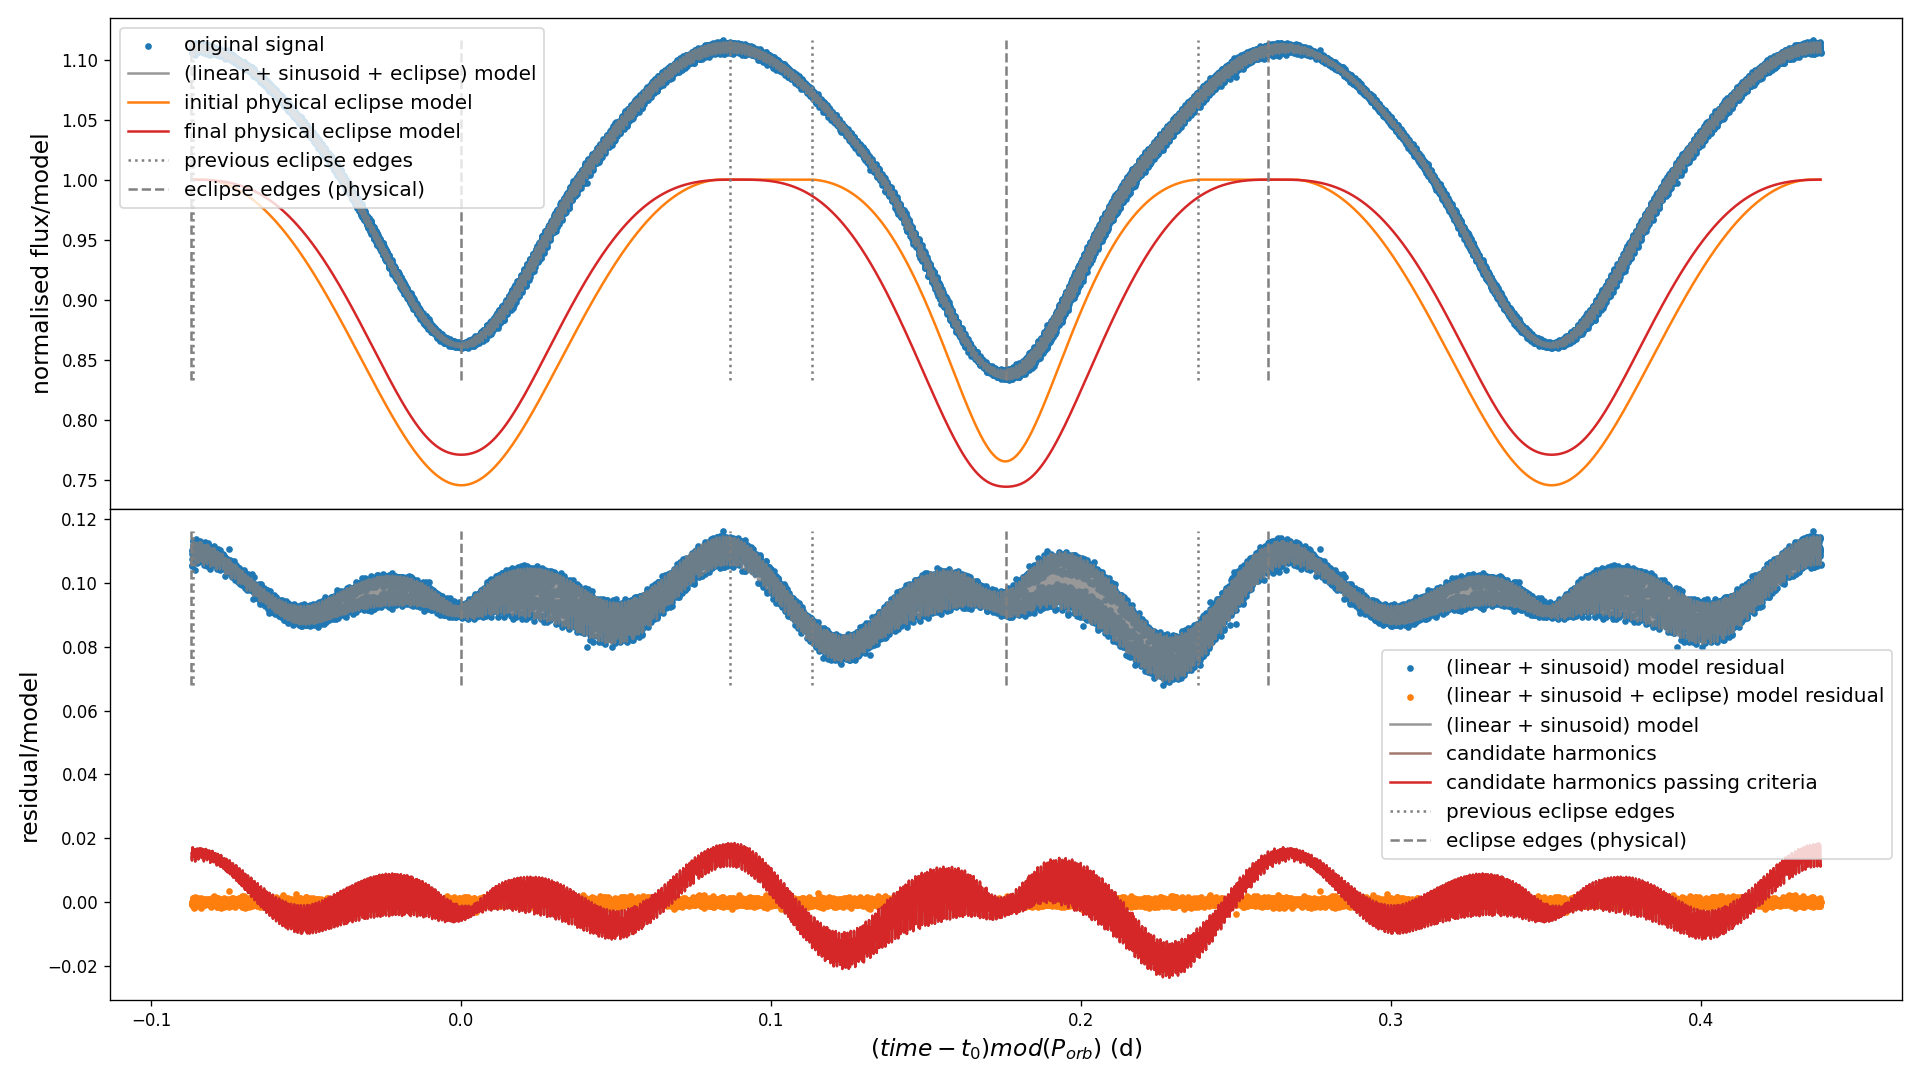 normalised flux/model
1.10
1.05
1.00
0.95
0.90
0.85
0.80
0.75
original signal
(linear + sinusoid + eclipse) model
initial physical eclipse model
final physical eclipse model
previous eclipse edges
eclipse edges (physical)
residual/model
0.12
0.10
0.08
0.06
0.04
0.02
0.00
−0.02
(linear + sinusoid) model residual
(linear + sinusoid + eclipse) model residual
(linear + sinusoid) model
candidate harmonics
candidate harmonics passing criteria
previous eclipse edges
eclipse edges (physical)
−0.1 0.0 0.1 0.2 0.3 0.4
(time − t₀)mod(P_orb) (d)